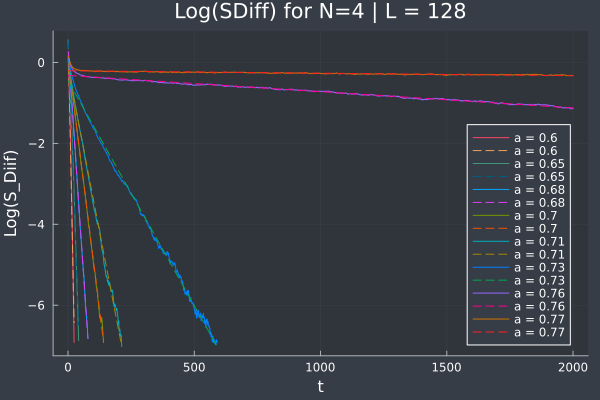 Log(SDiff) for N=4 | L = 128
Log(S_Diif)
0
−2
−4
−6
0
500
1000
1500
2000
t
a = 0.6
a = 0.6
a = 0.65
a = 0.65
a = 0.68
a = 0.68
a = 0.7
a = 0.7
a = 0.71
a = 0.71
a = 0.73
a = 0.73
a = 0.76
a = 0.76
a = 0.77
a = 0.77